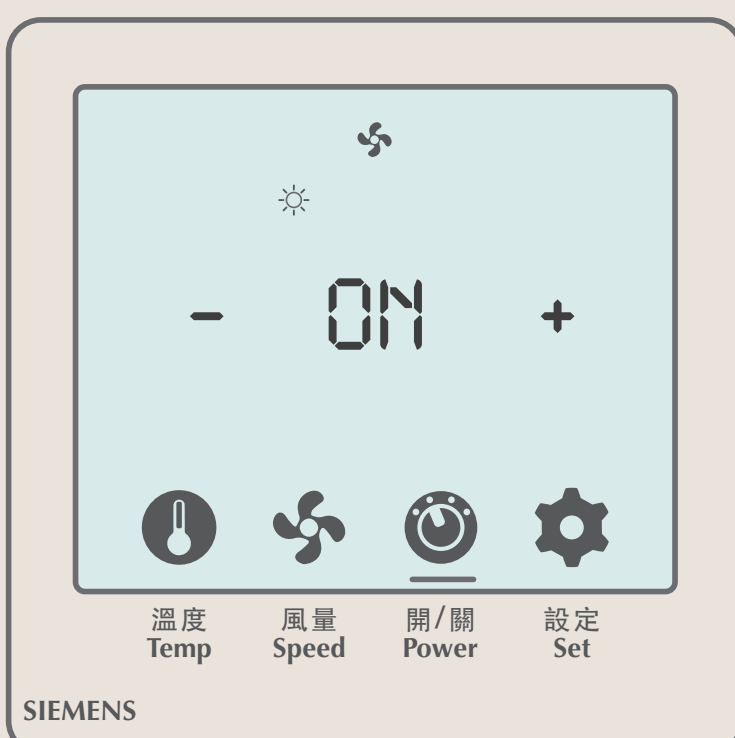 - ON +
溫度 風量 開/關 設定
Temp Speed Power Set
SIEMENS